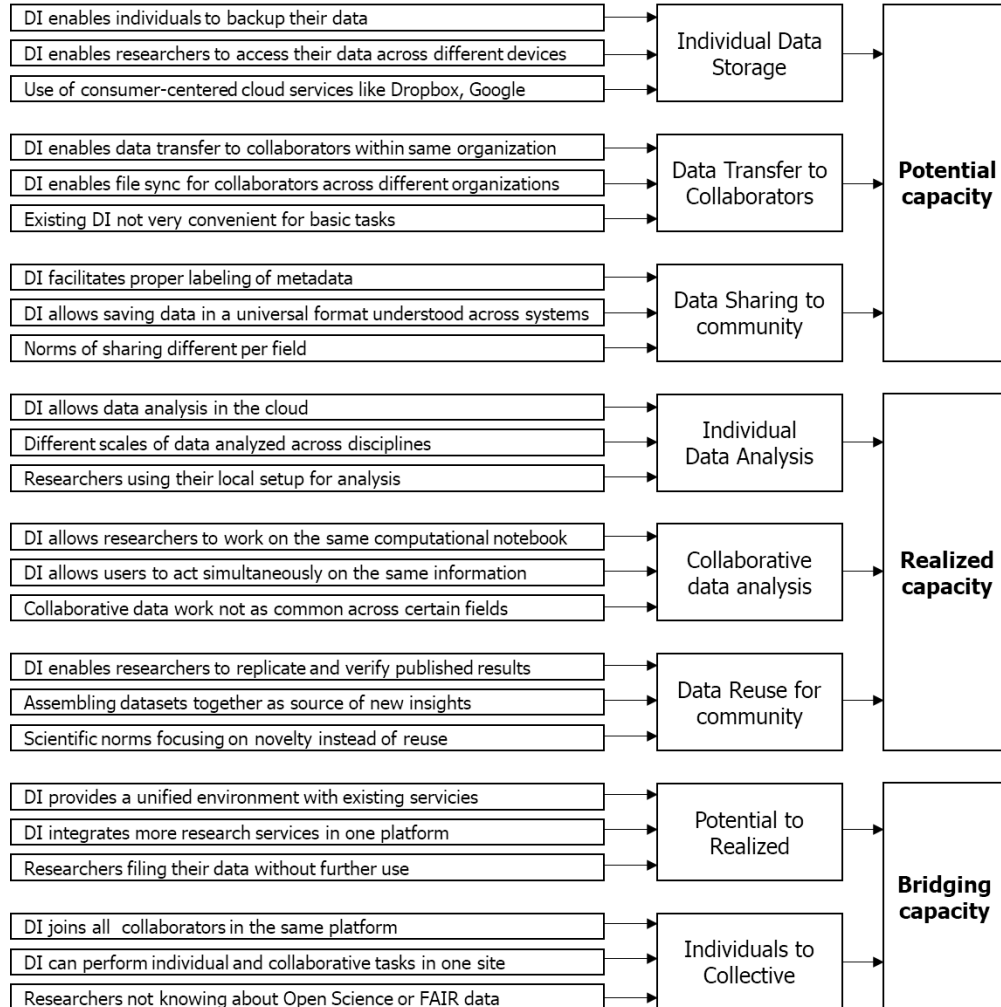 DI enables individuals to backup their data
DI enables researchers to access their data across different devices
Use of consumer-centered cloud services like Dropbox, Google
Individual Data
Storage
DI enables data transfer to collaborators within same organization
DI enables file sync for collaborators across different organizations
Existing DI not very convenient for basic tasks
Data Transfer to
Collaborators
DI facilitates proper labeling of metadata
DI allows saving data in a universal format understood across systems
Norms of sharing different per field
Data Sharing to
community
Potential
capacity
DI allows data analysis in the cloud
Different scales of data analyzed across disciplines
Researchers using their local setup for analysis
Individual
Data Analysis
DI allows researchers to work on the same computational notebook
DI allows users to act simultaneously on the same information
Collaborative data work not as common across certain fields
Collaborative
data analysis
DI enables researchers to replicate and verify published results
Assembling datasets together as source of new insights
Scientific norms focusing on novelty instead of reuse
Data Reuse for
community
Realized
capacity
DI provides a unified environment with existing servicies
DI integrates more research services in one platform
Researchers filing their data without further use
Potential to
Realized
DI joins all collaborators in the same platform
DI can perform individual and collaborative tasks in one site
Researchers not knowing about Open Science or FAIR data
Individuals to
Collective
Bridging
capacity